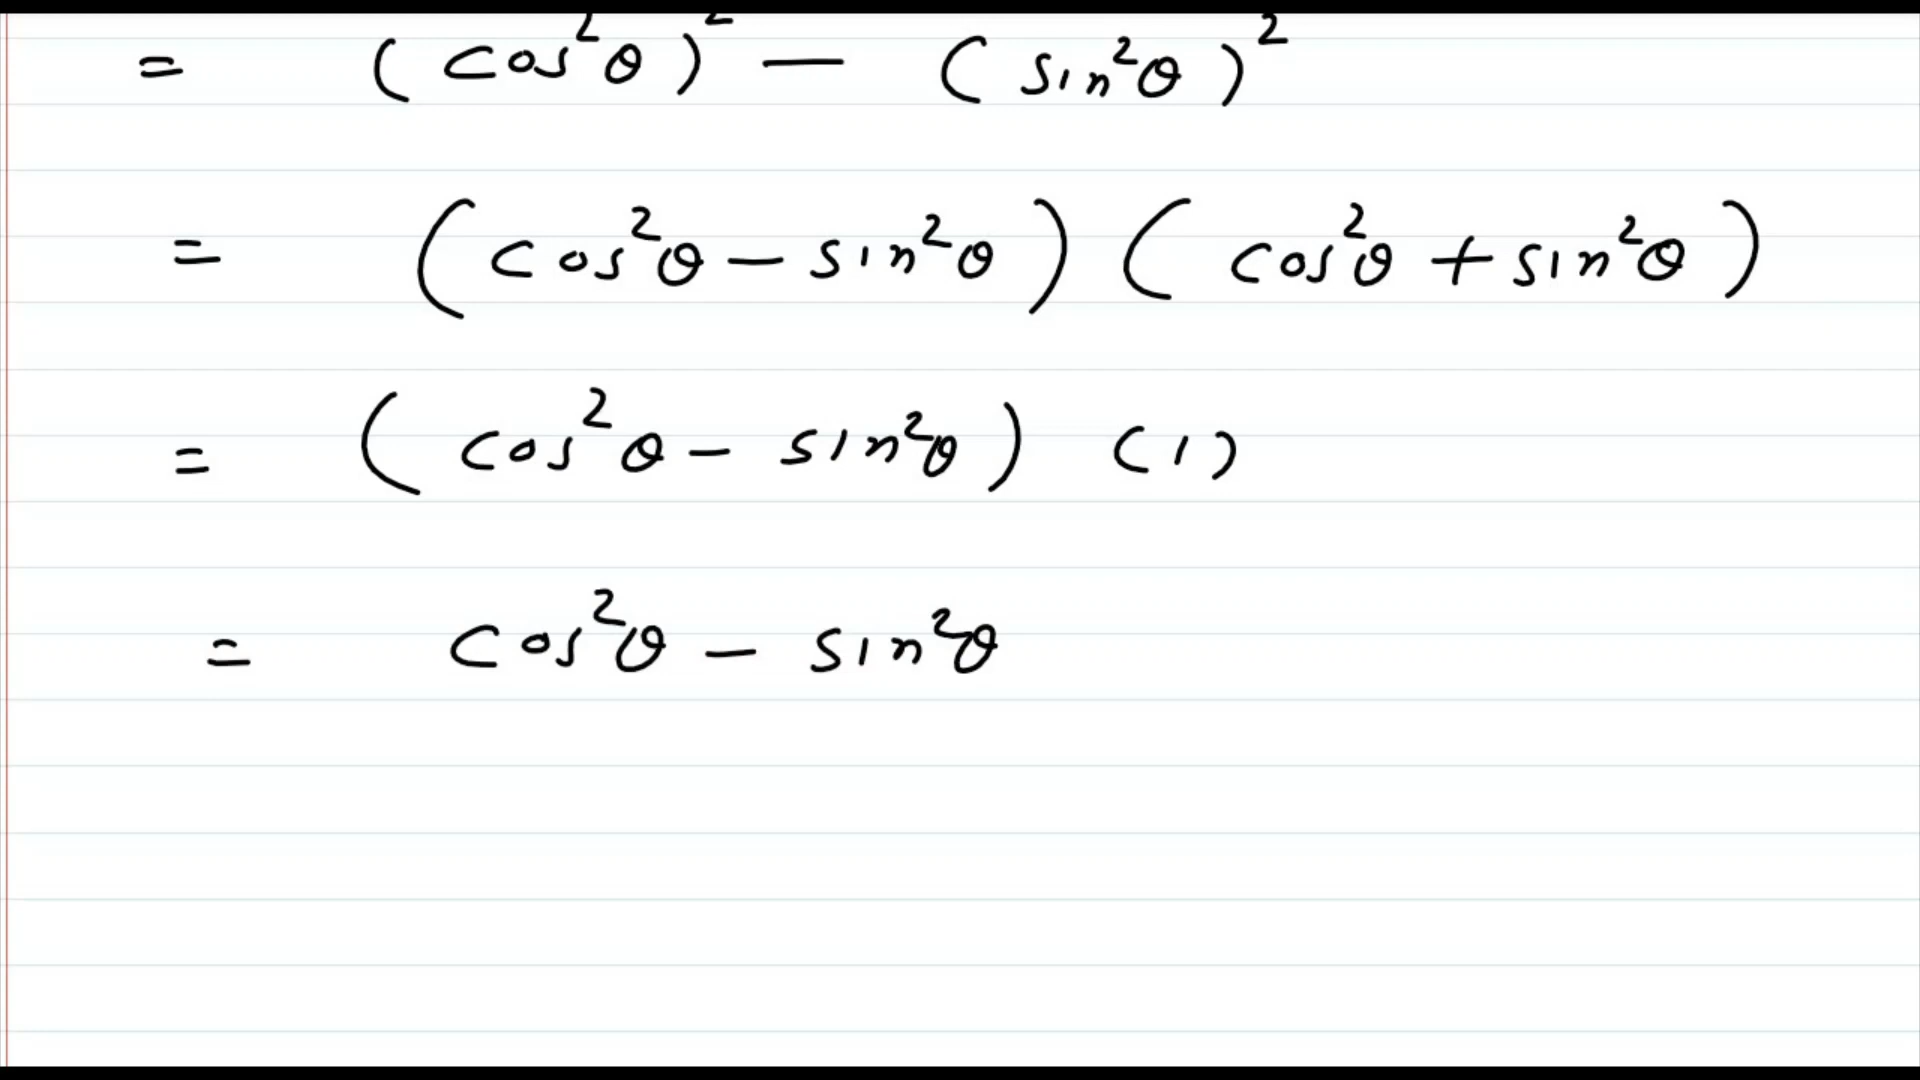 = (cos²θ)² − (sin²θ)²
= (cos²θ − sin²θ) (cos²θ + sin²θ)
= (cos²θ − sin²θ) (1)
= cos²θ − sin²θ